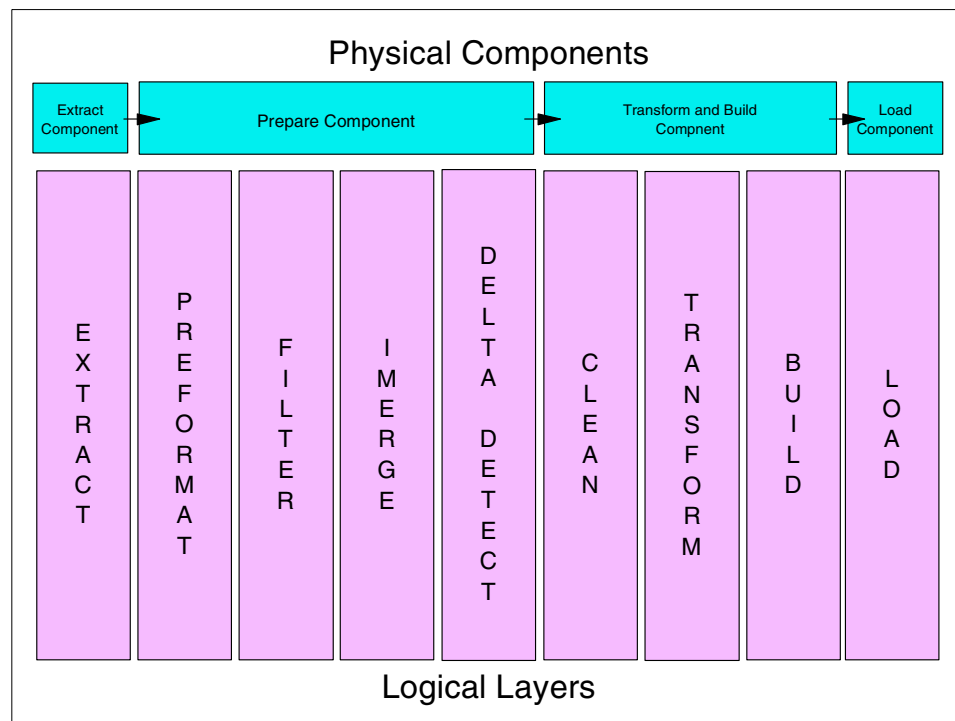 Physical Components
Extract
Component
Prepare Component
Transform and Build
Compnent
Load
Component
EXTRACT
PREFORMAT
FILTER
IMERGE
DELTA DETECT
CLEAN
TRANSFORM
BUILD
LOAD
Logical Layers